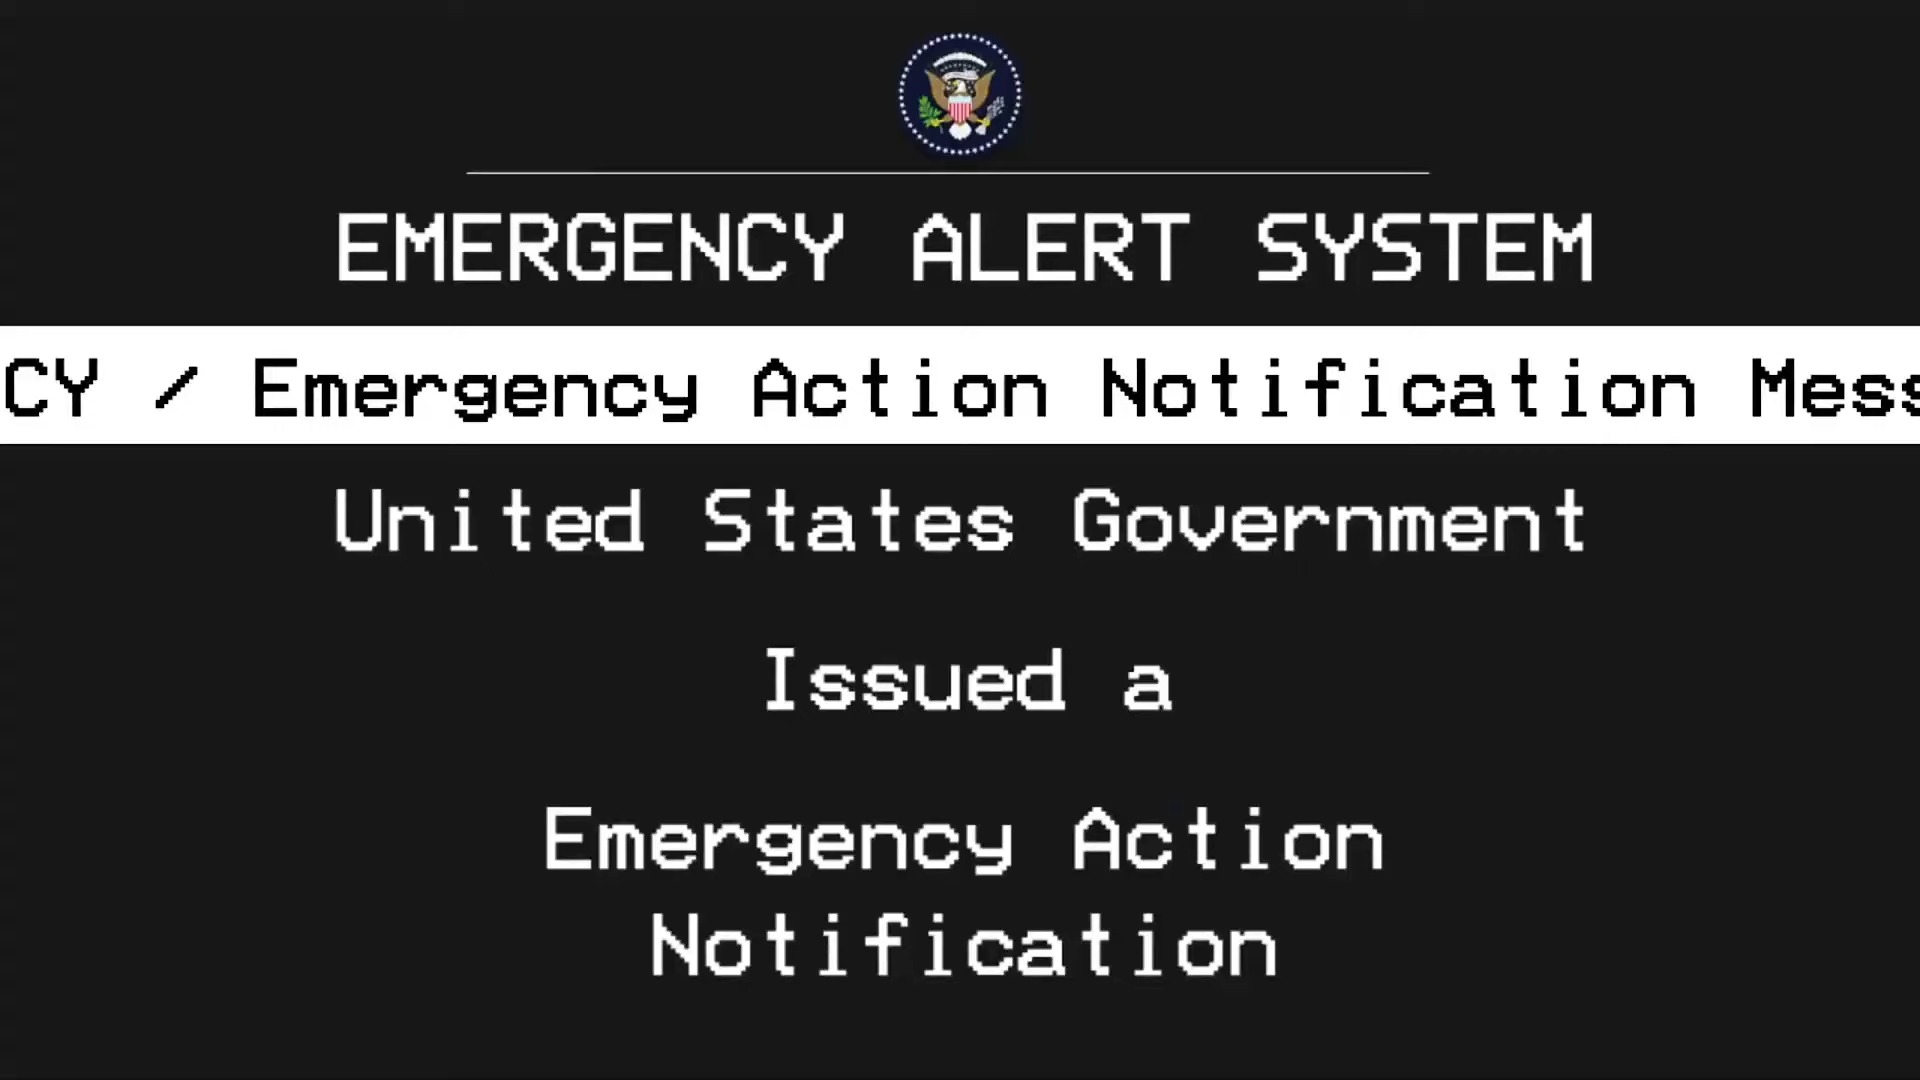 EMERGENCY ALERT SYSTEM
CY / Emergency Action Notification Mess
United States Government
Issued a
Emergency Action
Notification